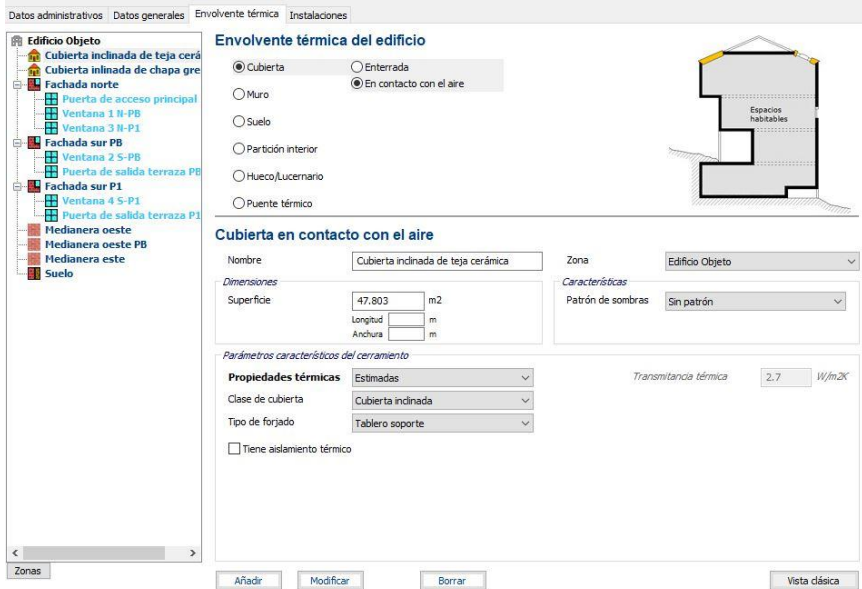 Datos administrativos Datos generales Envolvente térmica Instalaciones
Edificio Objeto
Cubierta inclinada de teja cerá
Cubierta inlinada de chapa gre
Fachada norte
Puerta de acceso principal
Ventana 1 N-PB
Ventana 3 N-P1
Fachada sur PB
Ventana 2 S-PB
Puerta de salida terraza PB
Fachada sur P1
Ventana 4 S-P1
Puerta de salida terraza P1
Medianera oeste
Medianera oeste PB
Medianera este
Suelo
Zonas
Envolvente térmica del edificio
Cubierta
Enterrada
En contacto con el aire
Muro
Suelo
Partición interior
Hueco/Lucernario
Puente térmico
Espacios
habitables
Cubierta en contacto con el aire
Nombre Cubierta inclinada de teja cerámica Zona Edificio Objeto
Dimensiones
Superficie 47.803 m2
Longitud m
Anchura m
Características
Patrón de sombras Sin patrón
Parámetros característicos del cerramiento
Propiedades térmicas Estimadas Transmitancia térmica 2.7 W/m2K
Clase de cubierta Cubierta inclinada
Tipo de forjado Tablero soporte
Tiene aislamiento térmico
Añadir Modificar Borrar Vista clásica